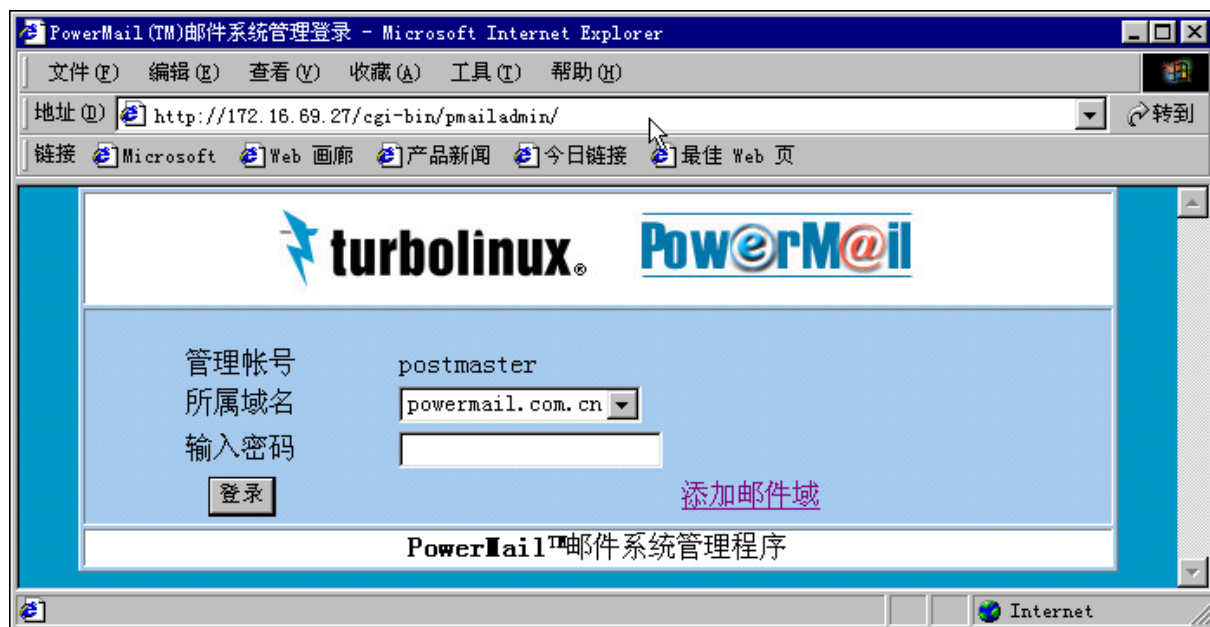 PowerMail(TM)邮件系统管理登录 - Microsoft Internet Explorer
文件(F) 编辑(E) 查看(V) 收藏(A) 工具(T) 帮助(H)
地址(D) http://172.16.69.27/cgi-bin/pmailadmin/ 转到
链接 Microsoft Web 画廊 产品新闻 今日链接 最佳 Web 页
turbolinux® PowerM@il
管理帐号 postmaster
所属域名 powermail.com.cn
输入密码
登录 添加邮件域
PowerMail™邮件系统管理程序
Internet